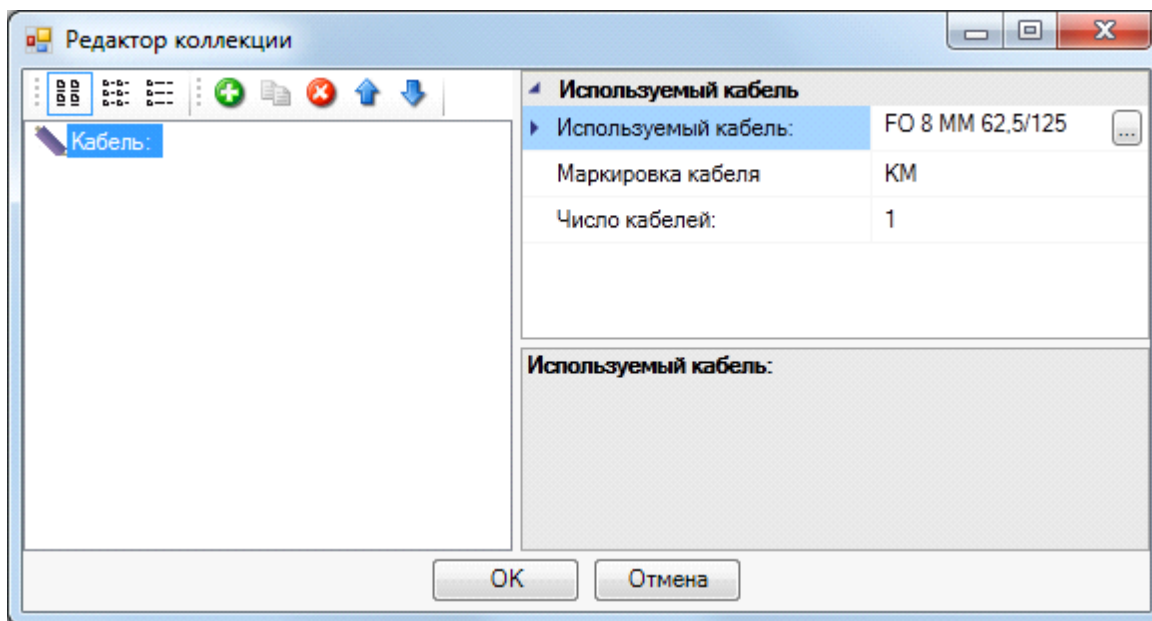 Редактор коллекции
Кабель:
Используемый кабель
Используемый кабель: FO 8 MM 62,5/125 ...
Маркировка кабеля КМ
Число кабелей: 1
Используемый кабель:
OK Отмена